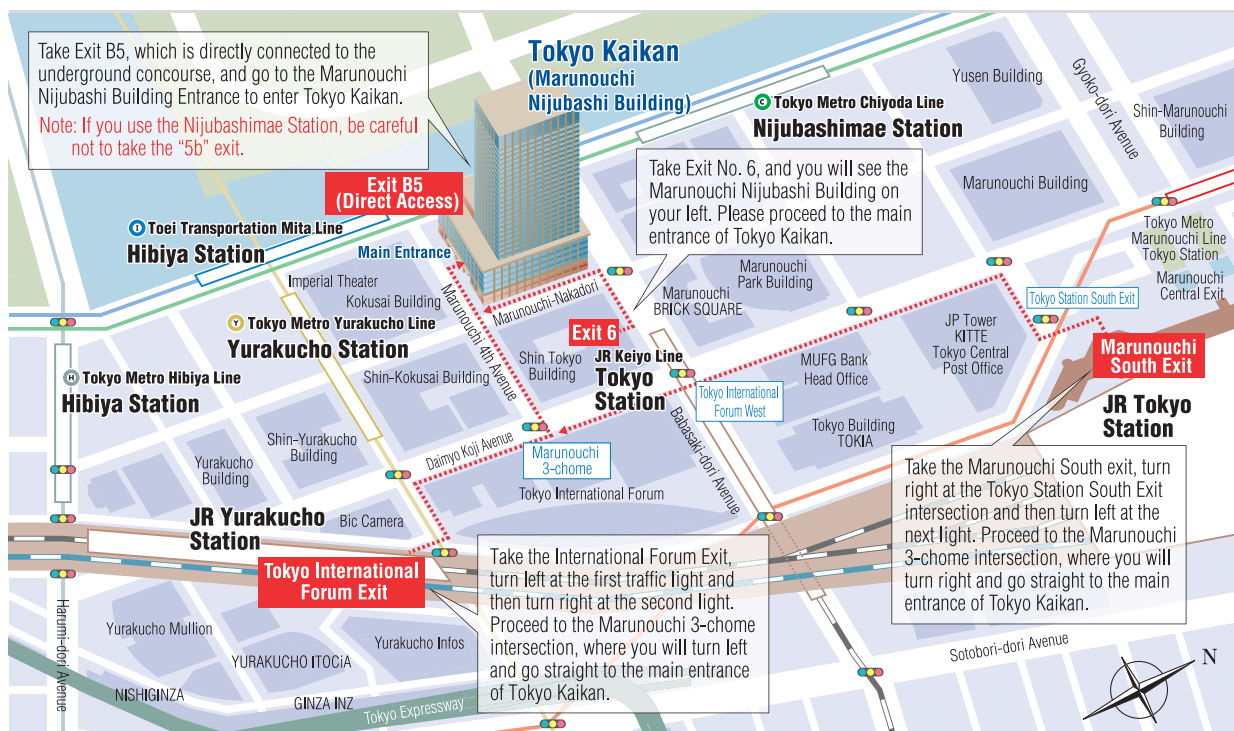 Take Exit B5, which is directly connected to the
underground concourse, and go to the Marunouchi
Nijubashi Building Entrance to enter Tokyo Kaikan.
Note: If you use the Nijubashimae Station, be careful
not to take the “5b” exit.
Tokyo Kaikan
(Marunouchi
Nijubashi Building)
C Tokyo Metro Chiyoda Line
Nijubashimae Station
Yusen Building
Gyoko-dori Avenue
Shin-Marunouchi
Building
Marunouchi Building
Take Exit No. 6, and you will see the
Marunouchi Nijubashi Building on
your left. Please proceed to the main
entrance of Tokyo Kaikan.
Exit B5
(Direct Access)
I Toei Transportation Mita Line
Hibiya Station
Main Entrance
Tokyo Metro
Marunouchi Line
Tokyo Station
Marunouchi
Central Exit
Imperial Theater
Kokusai Building
Marunouchi 4th Avenue
Marunouchi-Nakadori
Marunouchi
Park Building
Marunouchi
BRICK SQUARE
Tokyo Station South Exit
Y Tokyo Metro Yurakucho Line
Yurakucho Station
Exit 6
JR Keiyo Line
Tokyo
Station
Shin Tokyo
Building
Shin-Kokusai Building
MUFG Bank
Head Office
JP Tower
KITTE
Tokyo Central
Post Office
Marunouchi
South Exit
JR Tokyo
Station
H Tokyo Metro Hibiya Line
Hibiya Station
Tokyo International
Forum West
Babasaki-dori Avenue
Tokyo Building
TOKIA
Shin-Yurakucho
Building
Yurakucho
Building
Daimyo Koji Avenue
Marunouchi
3-chome
Tokyo International Forum
Bic Camera
JR Yurakucho
Station
Tokyo International
Forum Exit
Take the International Forum Exit,
turn left at the first traffic light and
then turn right at the second light.
Proceed to the Marunouchi 3-chome
intersection, where you will turn left
and go straight to the main entrance
of Tokyo Kaikan.
Take the Marunouchi South exit, turn
right at the Tokyo Station South Exit
intersection and then turn left at the
next light. Proceed to the Marunouchi
3-chome intersection, where you will
turn right and go straight to the main
entrance of Tokyo Kaikan.
Harumi-dori Avenue
Yurakucho Mullion
YURAKUCHO ITOCiA
Yurakucho Infos
NISHIGINZA
GINZA INZ
Tokyo Expressway
Sotobori-dori Avenue
N